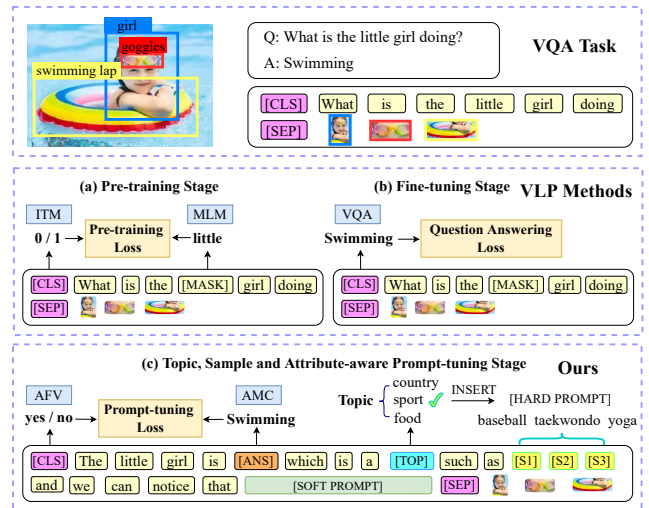 girl
goggles
swimming lap
Q: What is the little girl doing?
A: Swimming
VQA Task
[CLS] What is the little girl doing
[SEP]
(a) Pre-training Stage
(b) Fine-tuning Stage
VLP Methods
ITM
MLM
VQA
0 / 1
Pre-training
Loss
little
Swimming
Question Answering
Loss
[CLS] What is the [MASK] girl doing
[SEP]
[CLS] What is the [MASK] girl doing
[SEP]
(c) Topic, Sample and Attribute-aware Prompt-tuning Stage
Ours
AFV
AMC
yes / no
Prompt-tuning
Loss
Swimming
Topic
country
sport
food
INSERT
[HARD PROMPT]
baseball taekwondo yoga
[CLS] The little girl is [ANS] which is a [TOP] such as [S1] [S2] [S3]
and we can notice that [SOFT PROMPT] [SEP]